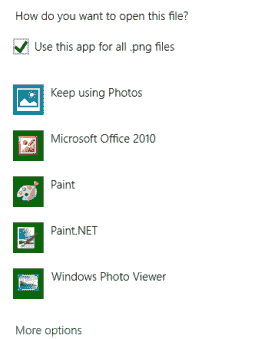 How do you want to open this file?
Use this app for all .png files
Keep using Photos
Microsoft Office 2010
Paint
Paint.NET
Windows Photo Viewer
More options